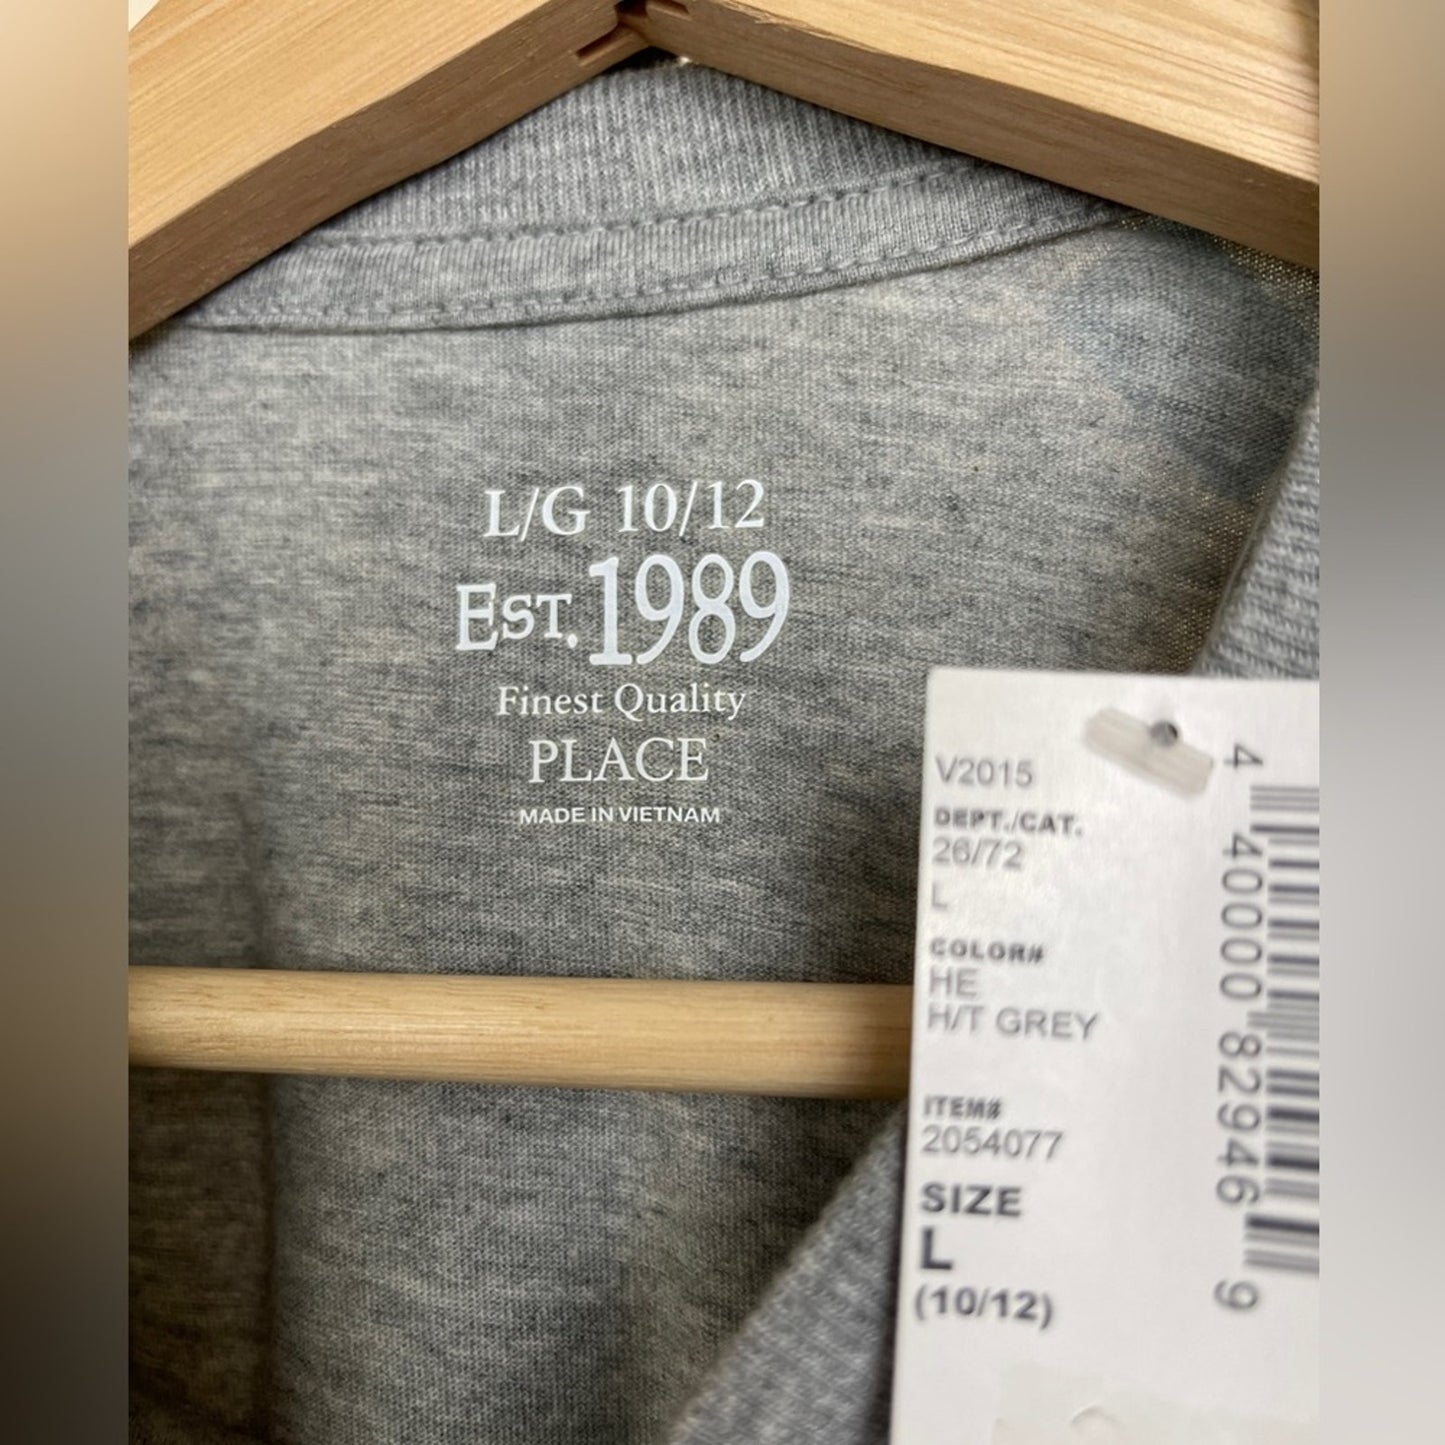 L/G 10/12
EST. 1989
Finest Quality
PLACE
MADE IN VIETNAM
V2015
DEPT./CAT.
26/72
L
COLOR#
HE
H/T GREY
ITEM#
2054077
SIZE
L
(10/12)
4 40000 82946 9